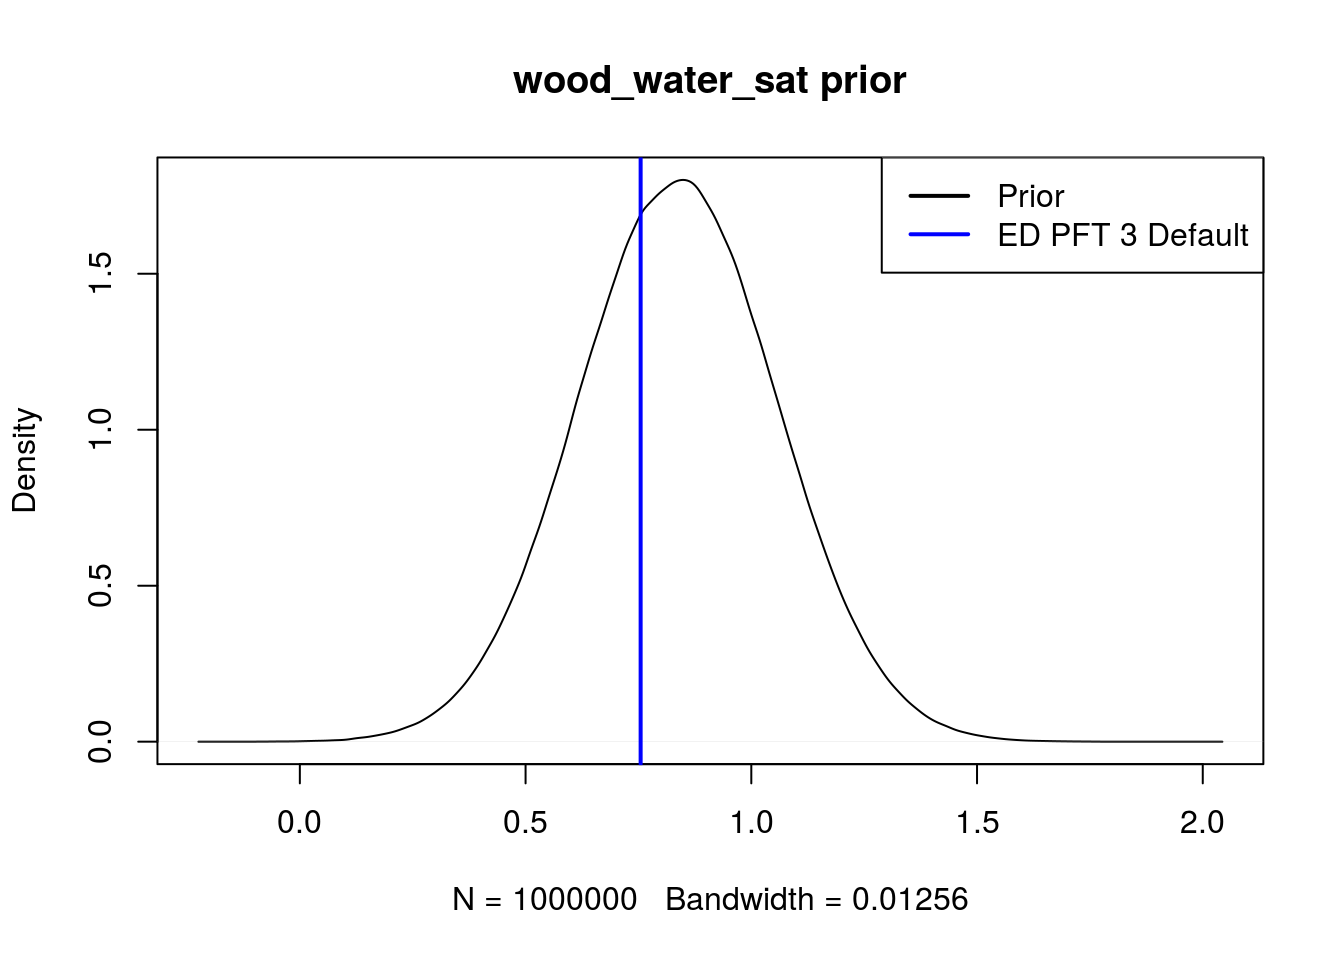 wood_water_sat prior
Prior
ED PFT 3 Default
Density
1.5
1.0
0.5
0.0
0.0 0.5 1.0 1.5 2.0
N = 1000000 Bandwidth = 0.01256